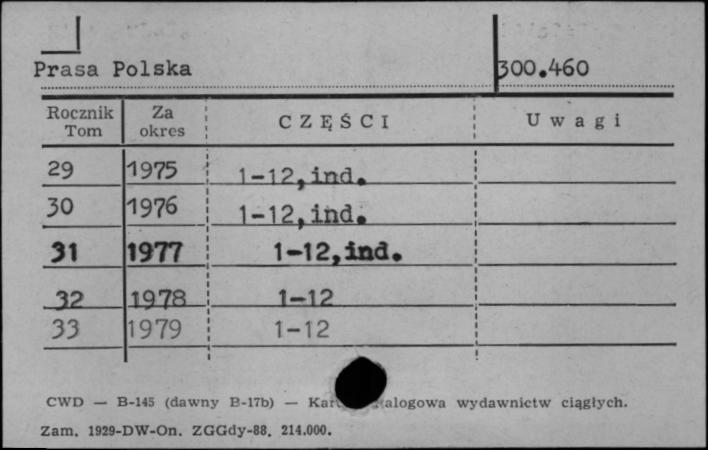 Prasa Polska 300.460
Rocznik Tom Za okres CZĘŚCI Uwagi
29 1975 1-12,ind.
30 1976 1-12,ind.
31 1977 1-12,ind.
32 1978 1-12
33 1979 1-12
CWD — B-145 (dawny B-17b) — wydawnictw ciągłych.
Zam. 1929-DW-On. ZGGdy-88. 214.000.